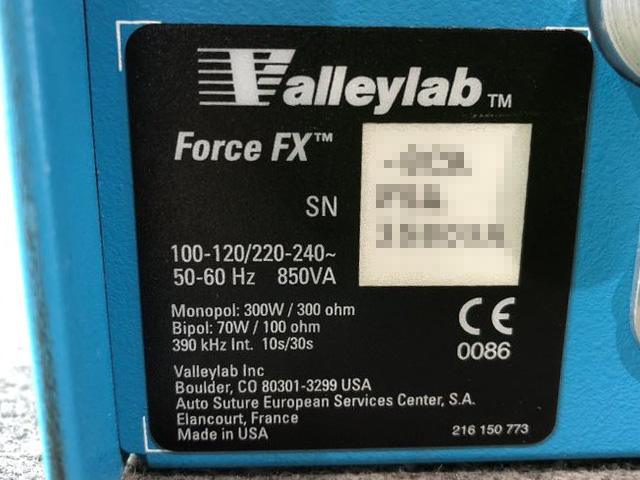 Valleylab™
Force FX™
SN
100-120/220-240~
50-60 Hz 850VA
Monopol: 300W / 300 ohm
Bipol: 70W / 100 ohm
390 kHz Int. 10s/30s
CE
0086
Valleylab Inc
Boulder, CO 80301-3299 USA
Auto Suture European Services Center, S.A.
Elancourt, France
Made in USA
216 150 773